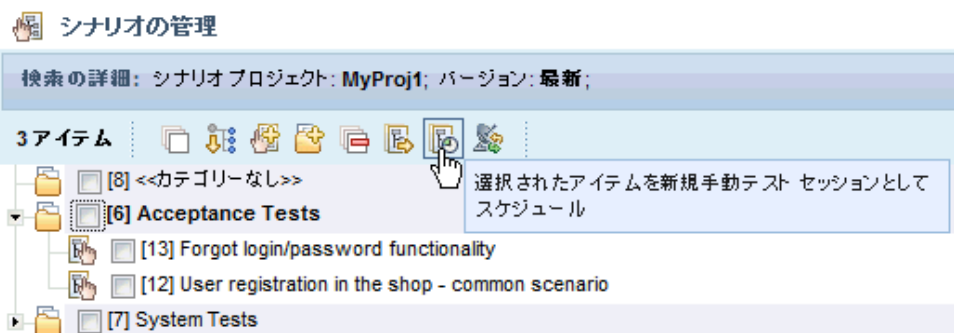 シナリオの管理
検索の詳細: シナリオ プロジェクト: MyProj1; バージョン: 最新;
3 アイテム
[8] <<カテゴリーなし>>
選択されたアイテムを新規手動テスト セッションとして
スケジュール
[6] Acceptance Tests
[13] Forgot login/password functionality
[12] User registration in the shop - common scenario
[7] System Tests